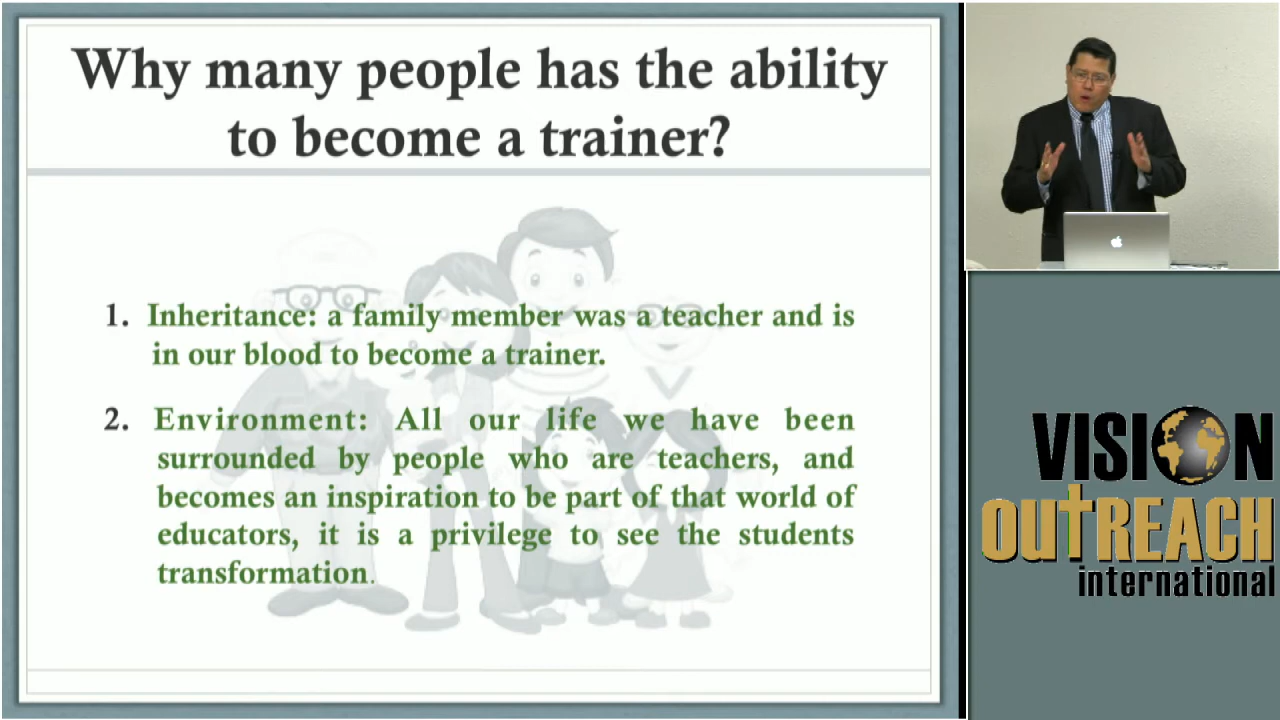 Why many people has the ability
to become a trainer?
1. Inheritance: a family member was a teacher and is
in our blood to become a trainer.
2. Environment: All our life we have been
surrounded by people who are teachers, and
becomes an inspiration to be part of that world of
educators, it is a privilege to see the students
transformation.
VISION
OUTREACH
international